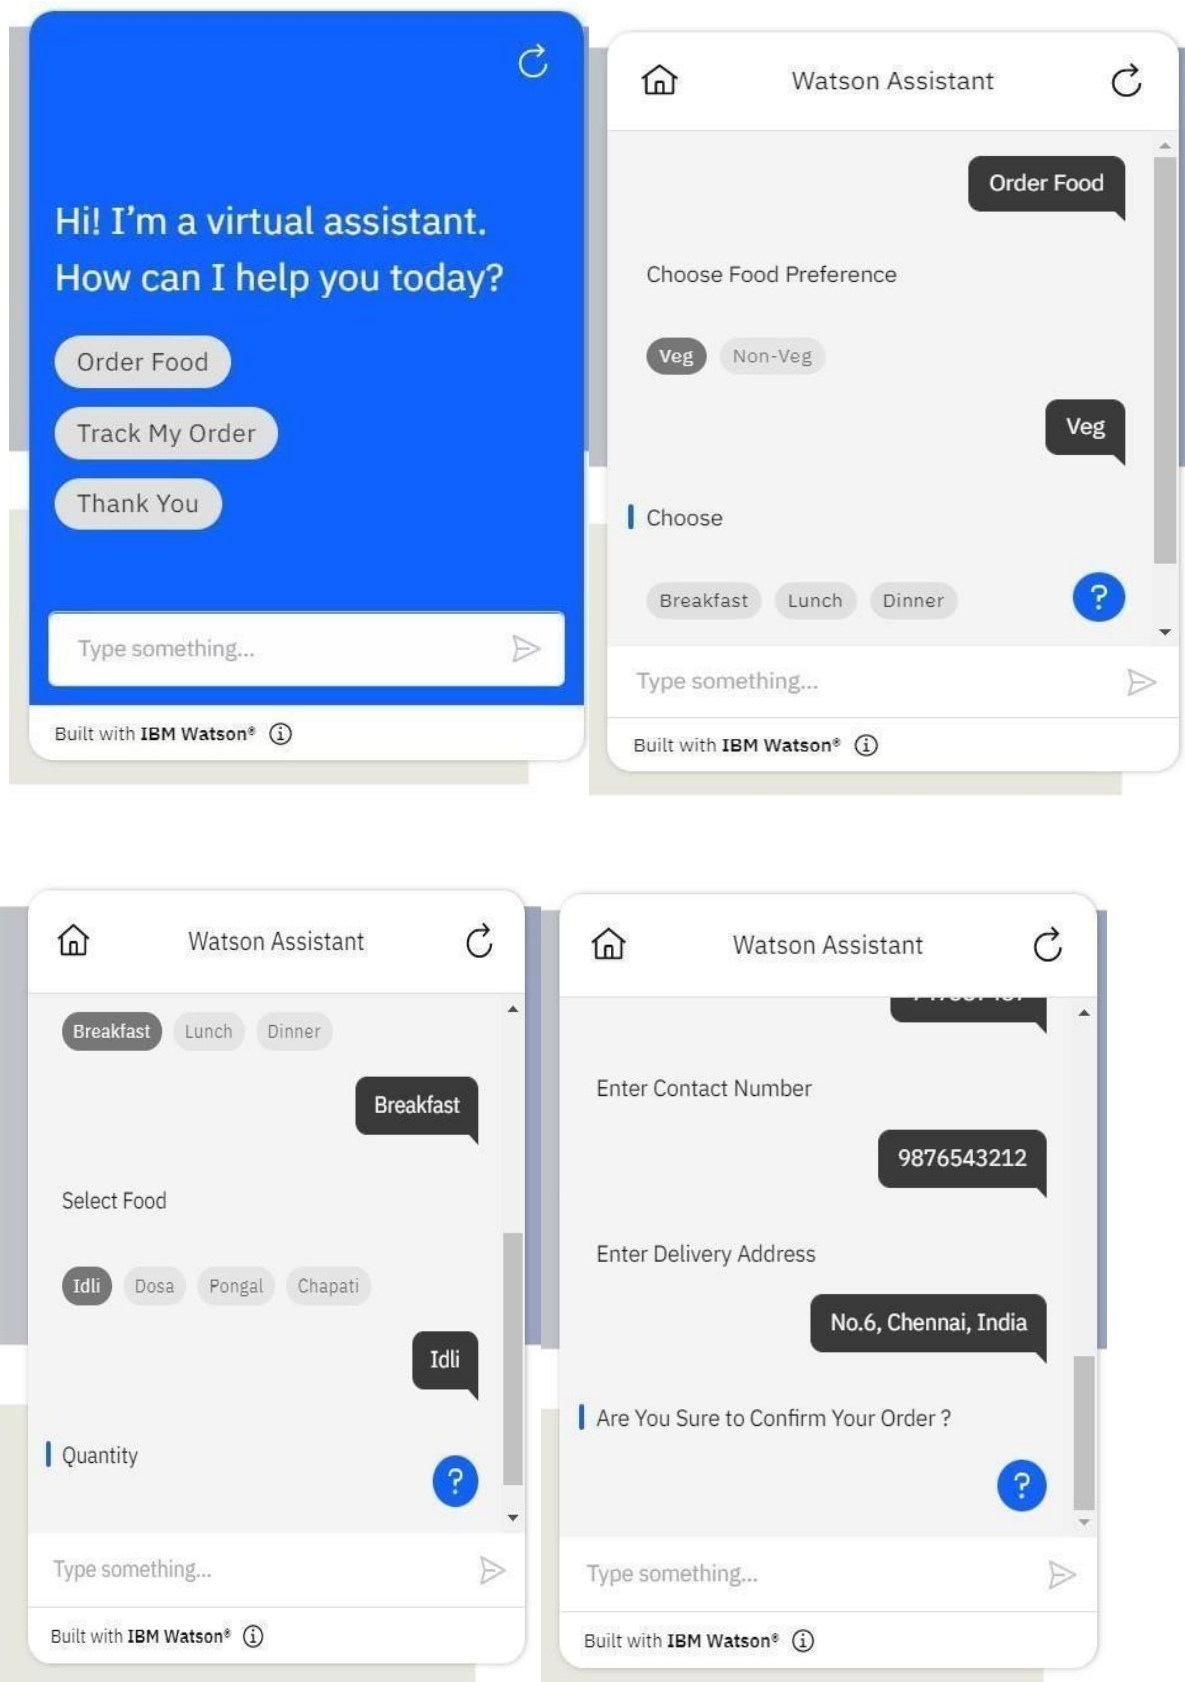 Hi! I'm a virtual assistant.
How can I help you today?
Order Food
Track My Order
Thank You
Type something...
Built with IBM Watson®
Watson Assistant
Order Food
Choose Food Preference
Veg Non-Veg
Veg
Choose
Breakfast Lunch Dinner
?
Type something...
Built with IBM Watson®
Watson Assistant
Breakfast Lunch Dinner
Breakfast
Select Food
Idli Dosa Pongal Chapati
Idli
Quantity
?
Type something...
Built with IBM Watson®
Watson Assistant
Enter Contact Number
9876543212
Enter Delivery Address
No.6, Chennai, India
Are You Sure to Confirm Your Order ?
?
Type something...
Built with IBM Watson®